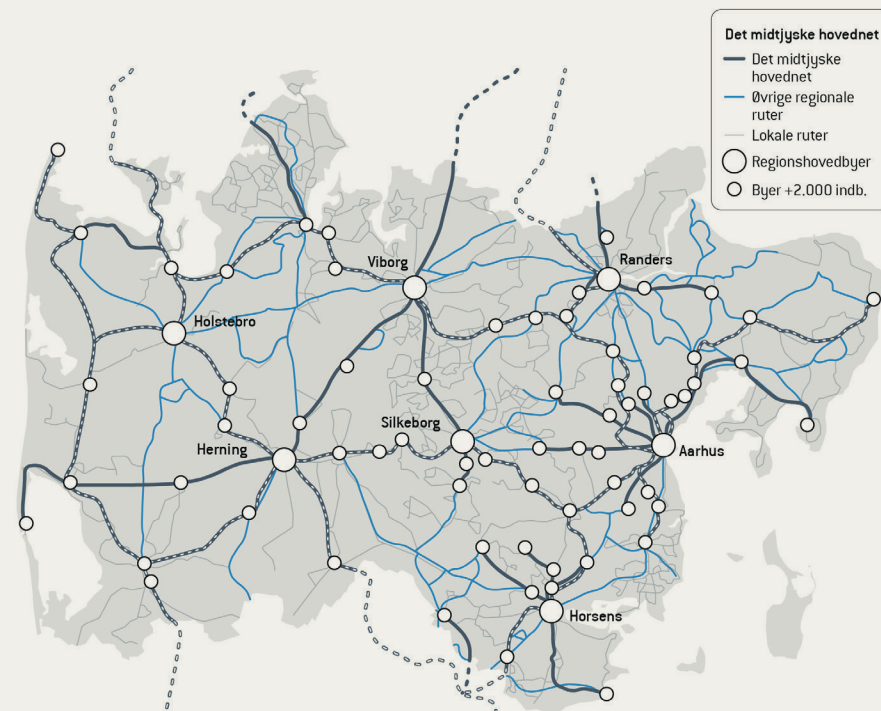 Det midtjyske hovednet
Det midtjyske
hovednet
Øvrige regionale
ruter
Lokale ruter
Regionshovedbyer
Byer +2.000 indb.
Randers
Viborg
Holstebro
Silkeborg
Herning
Aarhus
Horsens